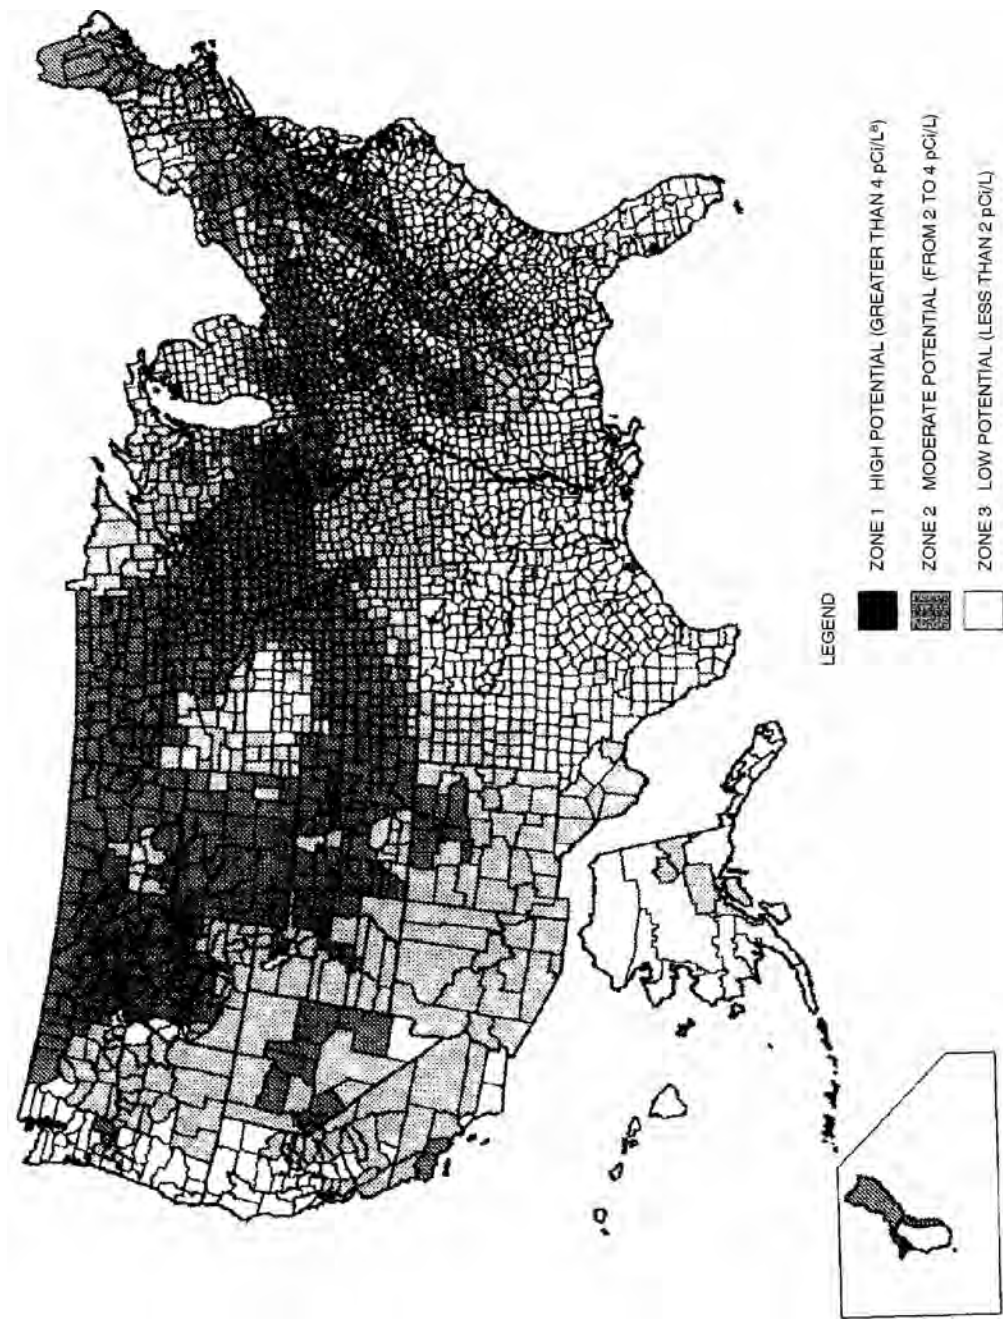 LEGEND
ZONE 1 HIGH POTENTIAL (GREATER THAN 4 pCi/Lª)
ZONE 2 MODERATE POTENTIAL (FROM 2 TO 4 pCi/L)
ZONE 3 LOW POTENTIAL (LESS THAN 2 pCi/L)